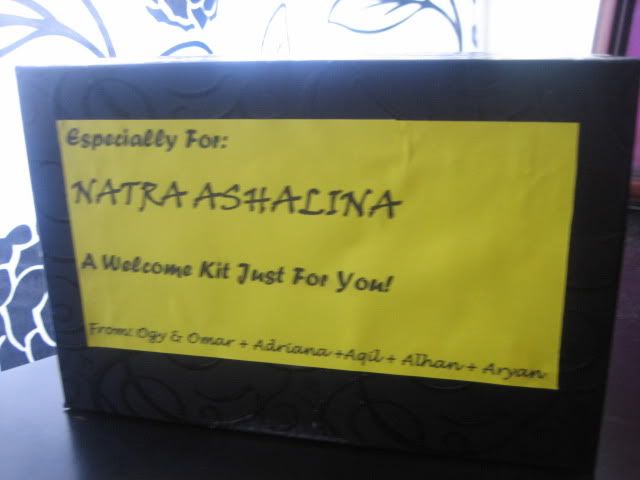 Especially For:
NATRA ASHALINA
A Welcome Kit Just For You!
From: Ogy & Omar + Adriana +Aqil + Alhan + Aryan